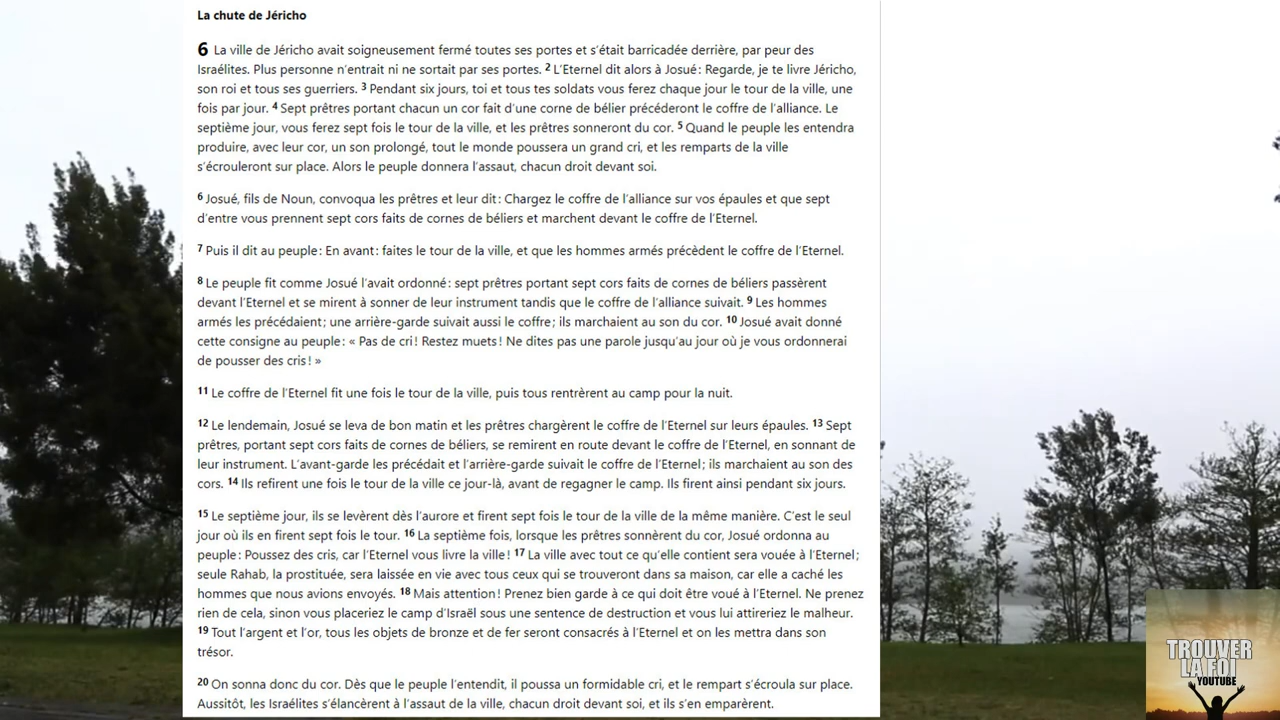 La chute de Jéricho
6 La ville de Jéricho avait soigneusement fermé toutes ses portes et s'était barricadée derrière, par peur des
Israélites. Plus personne n'entrait ni ne sortait par ses portes. 2 L'Eternel dit alors à Josué: Regarde, je te livre Jéricho,
son roi et tous ses guerriers. 3 Pendant six jours, toi et tous tes soldats vous ferez chaque jour le tour de la ville, une
fois par jour. 4 Sept prêtres portant chacun un cor fait d'une corne de bélier précéderont le coffre de l'alliance. Le
septième jour, vous ferez sept fois le tour de la ville, et les prêtres sonneront du cor. 5 Quand le peuple les entendra
produire, avec leur cor, un son prolongé, tout le monde poussera un grand cri, et les remparts de la ville
s'écrouleront sur place. Alors le peuple donnera l'assaut, chacun droit devant soi.
6 Josué, fils de Noun, convoqua les prêtres et leur dit: Chargez le coffre de l'alliance sur vos épaules et que sept
d'entre vous prennent sept cors faits de cornes de béliers et marchent devant le coffre de l'Eternel.
7 Puis il dit au peuple: En avant: faites le tour de la ville, et que les hommes armés précèdent le coffre de l'Eternel.
8 Le peuple fit comme Josué l'avait ordonné: sept prêtres portant sept cors faits de cornes de béliers passèrent
devant l'Eternel et se mirent à sonner de leur instrument tandis que le coffre de l'alliance suivait. 9 Les hommes
armés les précédaient; une arrière-garde suivait aussi le coffre; ils marchaient au son du cor. 10 Josué avait donné
cette consigne au peuple: « Pas de cri! Restez muets! Ne dites pas une parole jusqu'au jour où je vous ordonnerai
de pousser des cris! »
11 Le coffre de l'Eternel fit une fois le tour de la ville, puis tous rentrèrent au camp pour la nuit.
12 Le lendemain, Josué se leva de bon matin et les prêtres chargèrent le coffre de l'Eternel sur leurs épaules. 13 Sept
prêtres, portant sept cors faits de cornes de béliers, se remirent en route devant le coffre de l'Eternel, en sonnant de
leur instrument. L'avant-garde les précédait et l'arrière-garde suivait le coffre de l'Eternel; ils marchaient au son des
cors. 14 Ils refirent une fois le tour de la ville ce jour-là, avant de regagner le camp. Ils firent ainsi pendant six jours.
15 Le septième jour, ils se levèrent dès l'aurore et firent sept fois le tour de la ville de la même manière. C'est le seul
jour où ils en firent sept fois le tour. 16 La septième fois, lorsque les prêtres sonnèrent du cor, Josué ordonna au
peuple: Poussez des cris, car l'Eternel vous livre la ville! 17 La ville avec tout ce qu'elle contient sera vouée à l'Eternel;
seule Rahab, la prostituée, sera laissée en vie avec tous ceux qui se trouveront dans sa maison, car elle a caché les
hommes que nous avions envoyés. 18 Mais attention! Prenez bien garde à ce qui doit être voué à l'Eternel. Ne prenez
rien de cela, sinon vous placeriez le camp d'Israël sous une sentence de destruction et vous lui attireriez le malheur.
19 Tout l'argent et l'or, tous les objets de bronze et de fer seront consacrés à l'Eternel et on les mettra dans son
trésor.
20 On sonna donc du cor. Dès que le peuple l'entendit, il poussa un formidable cri, et le rempart s'écroula sur place.
Aussitôt, les Israélites s'élancèrent à l'assaut de la ville, chacun droit devant soi, et ils s'en emparèrent.
TROUVER
LA FOI
YOUTUBE